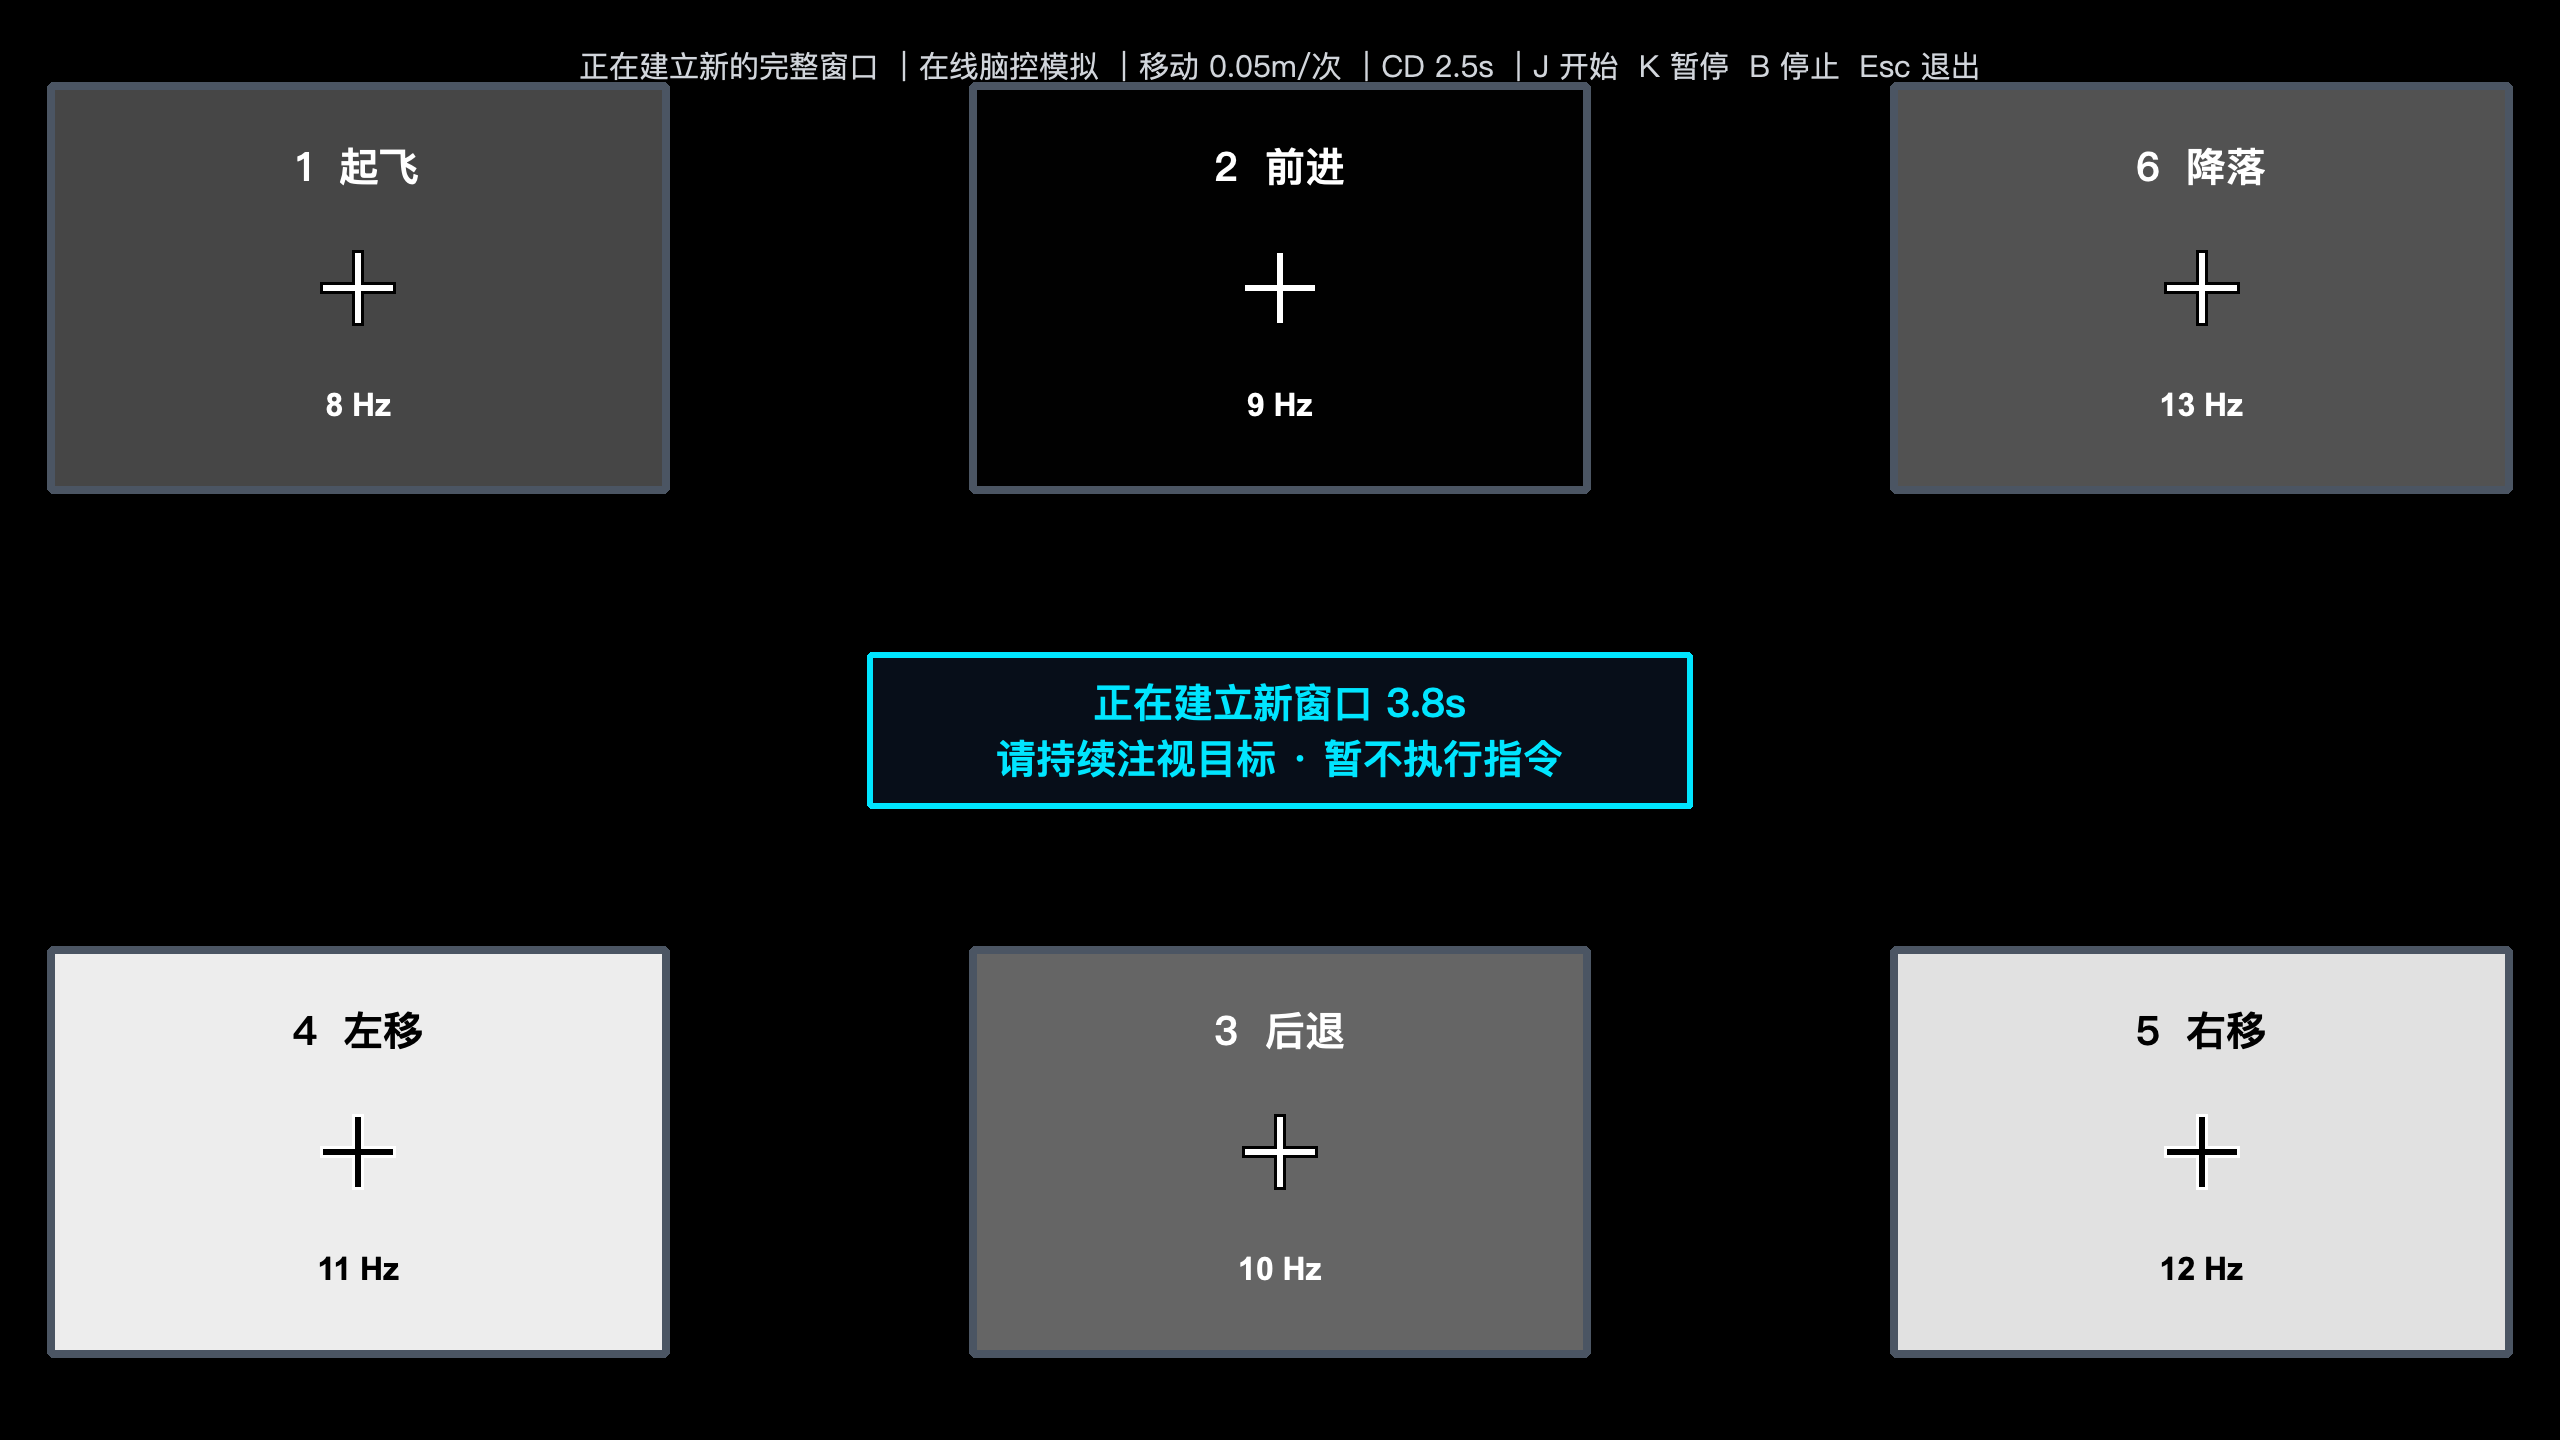 正在建立新的完整窗口 | 在线脑控模拟 | 移动 0.05m/次 | CD 2.5s | J 开始 K 暂停 B 停止 Esc 退出
1 起飞
8 Hz
2 前进
9 Hz
6 降落
13 Hz
正在建立新窗口 3.8s
请持续注视目标 · 暂不执行指令
4 左移
11 Hz
3 后退
10 Hz
5 右移
12 Hz